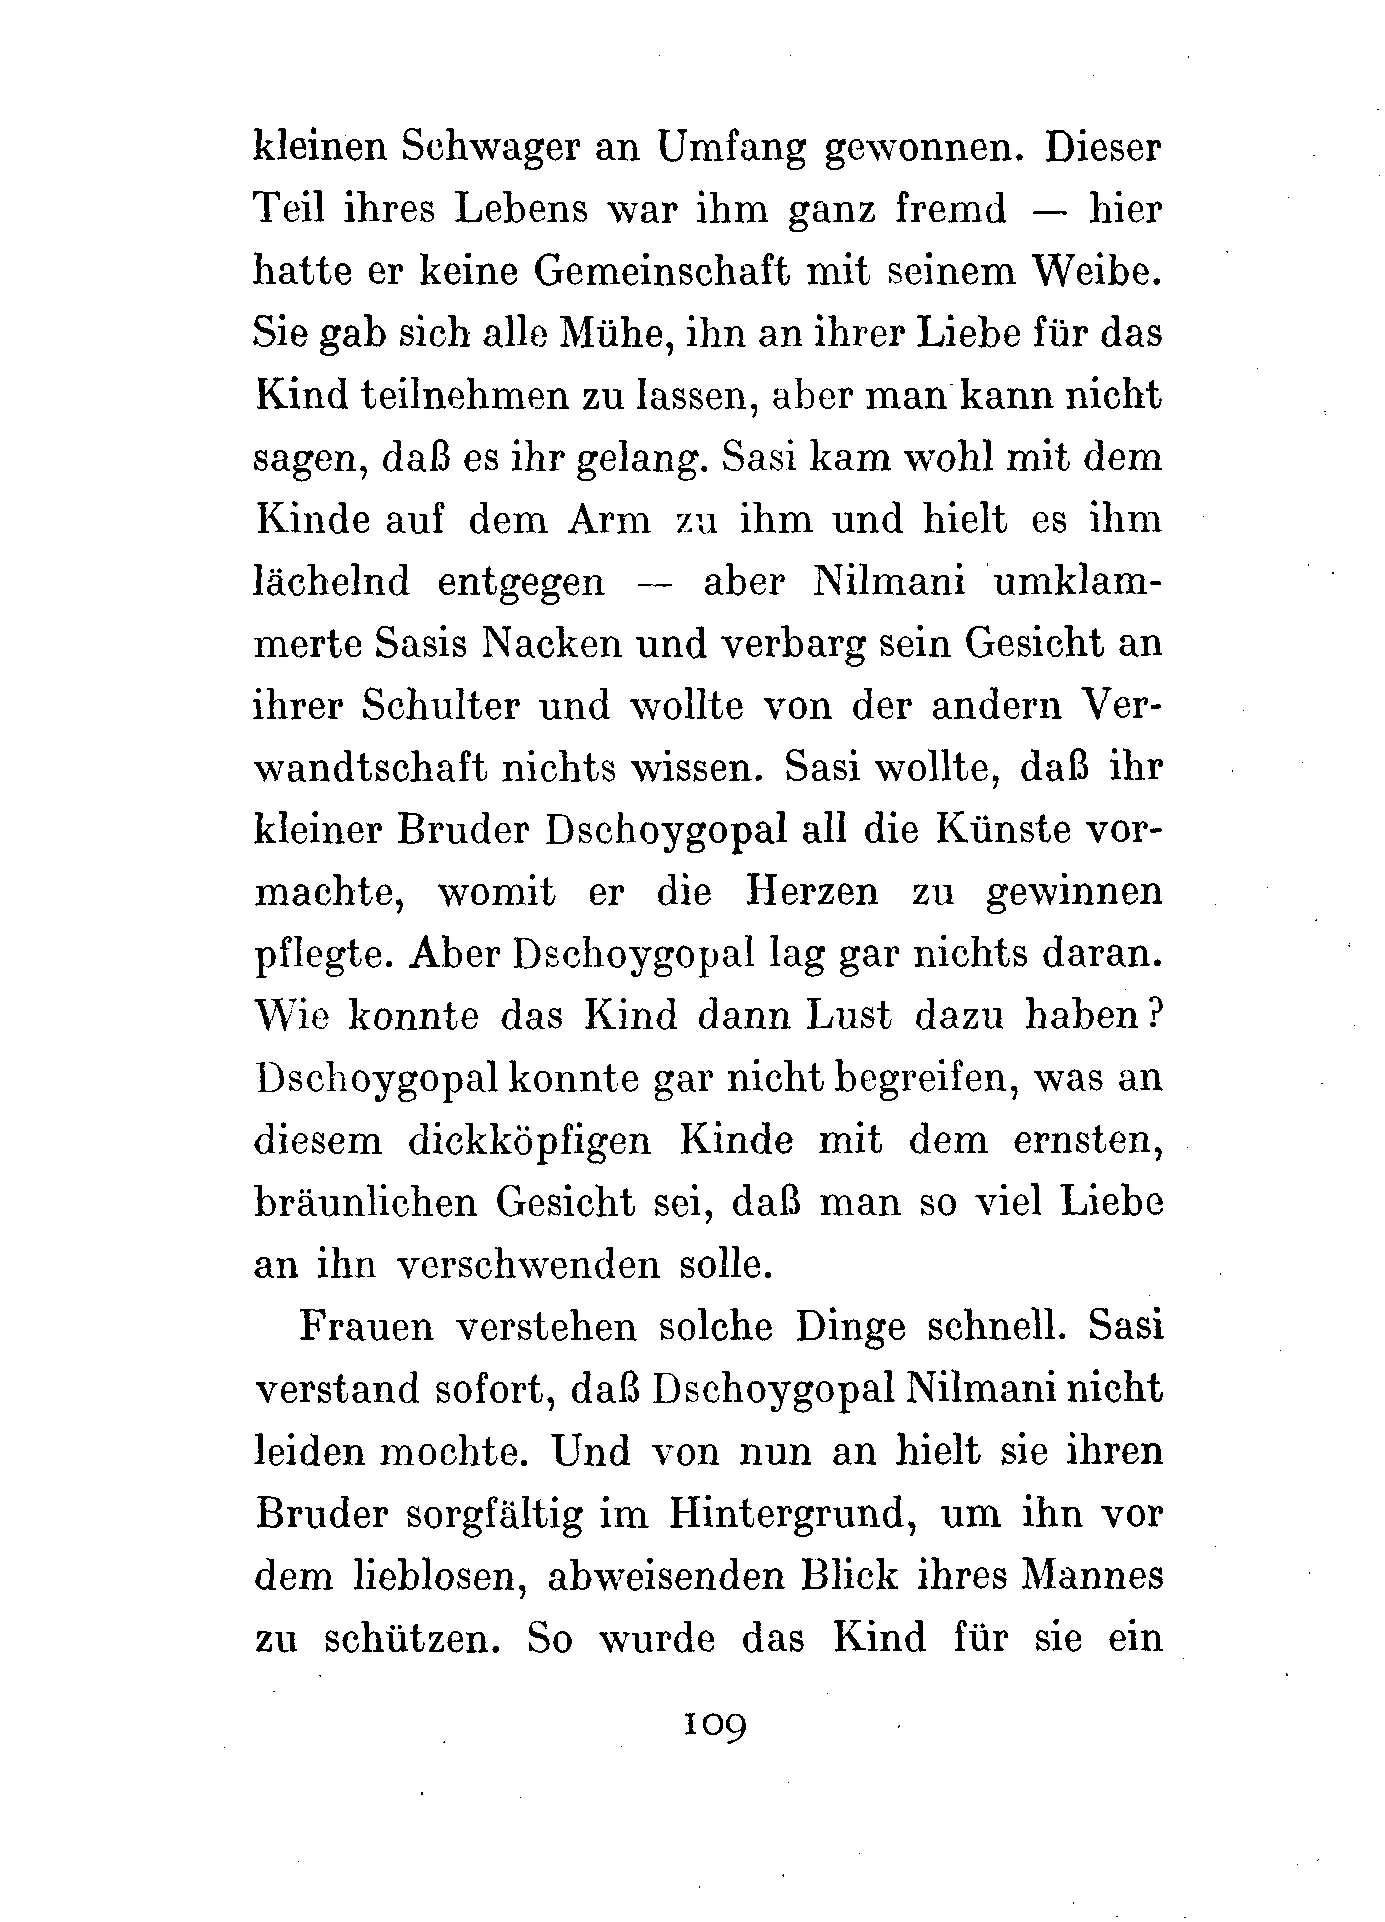 kleinen Schwager an Umfang gewonnen. Dieser
Teil ihres Lebens war ihm ganz fremd — hier
hatte er keine Gemeinschaft mit seinem Weibe.
Sie gab sich alle Mühe, ihn an ihrer Liebe für das
Kind teilnehmen zu lassen, aber man kann nicht
sagen, daß es ihr gelang. Sasi kam wohl mit dem
Kinde auf dem Arm zu ihm und hielt es ihm
lächelnd entgegen — aber Nilmani umklam-
merte Sasis Nacken und verbarg sein Gesicht an
ihrer Schulter und wollte von der andern Ver-
wandtschaft nichts wissen. Sasi wollte, daß ihr
kleiner Bruder Dschoygopal all die Künste vor-
machte, womit er die Herzen zu gewinnen
pflegte. Aber Dschoygopal lag gar nichts daran.
Wie konnte das Kind dann Lust dazu haben?
Dschoygopal konnte gar nicht begreifen, was an
diesem dickköpfigen Kinde mit dem ernsten,
bräunlichen Gesicht sei, daß man so viel Liebe
an ihn verschwenden solle.
Frauen verstehen solche Dinge schnell. Sasi
verstand sofort, daß Dschoygopal Nilmani nicht
leiden mochte. Und von nun an hielt sie ihren
Bruder sorgfältig im Hintergrund, um ihn vor
dem lieblosen, abweisenden Blick ihres Mannes
zu schützen. So wurde das Kind für sie ein
109